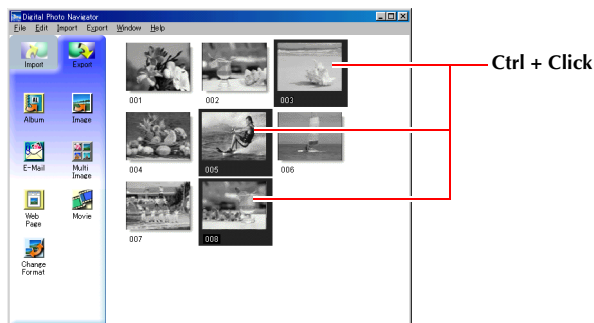 Digital Photo Navigator
File Edit Import Export Window Help
Import Export
001 002 003
Ctrl + Click
Album Image
004 005 006
E-Mail Multi Image
Web Page Movie
007 008
Change Format